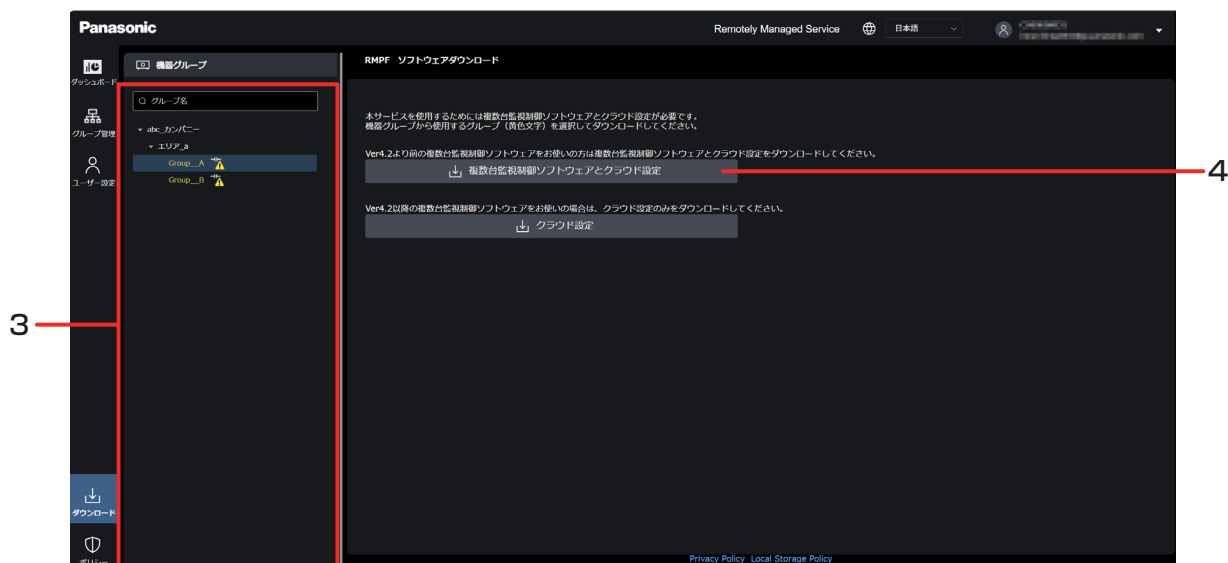 Panasonic
Remotely Managed Service
日本語
ダッシュボード
グループ管理
ユーザー設定
ダウンロード
ポリシー
機器グループ
グループ名
abc_カンパニー
エリア_a
Group__A
Group__B
RMPF ソフトウェアダウンロード
本サービスを使用するためには複数台監視制御ソフトウェアとクラウド設定が必要です。
機器グループから使用するグループ（黄色文字）を選択してダウンロードしてください。
Ver4.2より前の複数台監視制御ソフトウェアをお使いの方は複数台監視制御ソフトウェアとクラウド設定をダウンロードしてください。
複数台監視制御ソフトウェアとクラウド設定
Ver4.2以降の複数台監視制御ソフトウェアをお使いの場合は、クラウド設定のみをダウンロードしてください。
クラウド設定
Privacy Policy Local Storage Policy
3
4